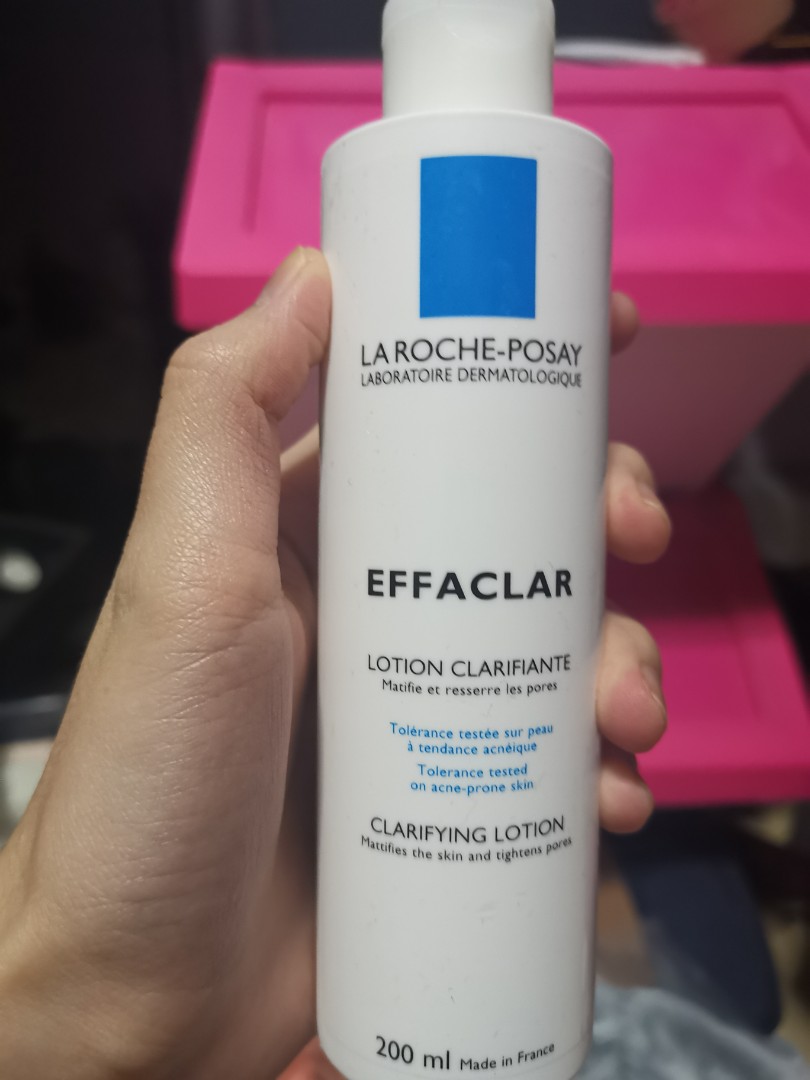 LA ROCHE-POSAY
LABORATOIRE DERMATOLOGIQUE
EFFACLAR
LOTION CLARIFIANTE
Matifie et resserre les pores
Tolérance testée sur peau
à tendance acnéique
Tolerance tested
on acne-prone skin
CLARIFYING LOTION
Mattifies the skin and tightens pores
200 ml Made in France